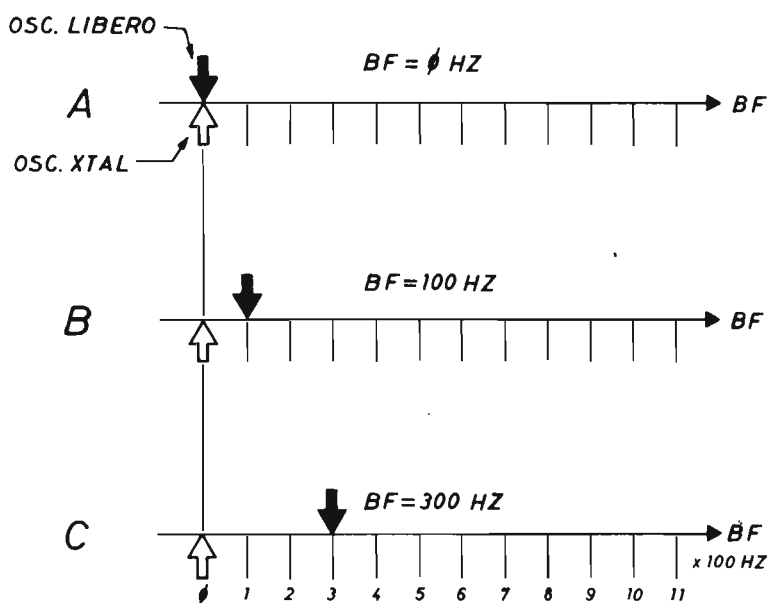 OSC. LIBERO
BF = ϕ HZ
A
BF
OSC. XTAL
BF = 100 HZ
B
BF
BF = 300 HZ
C
BF
x 100 HZ
ϕ 1 2 3 4 5 6 7 8 9 10 11